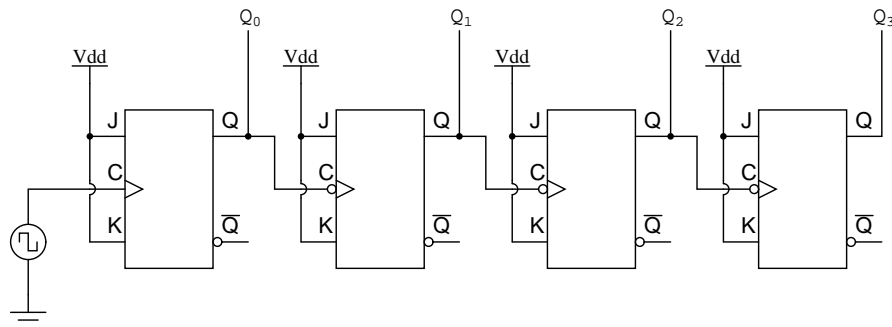 Q0 Q1 Q2 Q3
Vdd Vdd Vdd Vdd
J Q J Q J Q J Q
C C C C
K Q̅ K Q̅ K Q̅ K Q̅